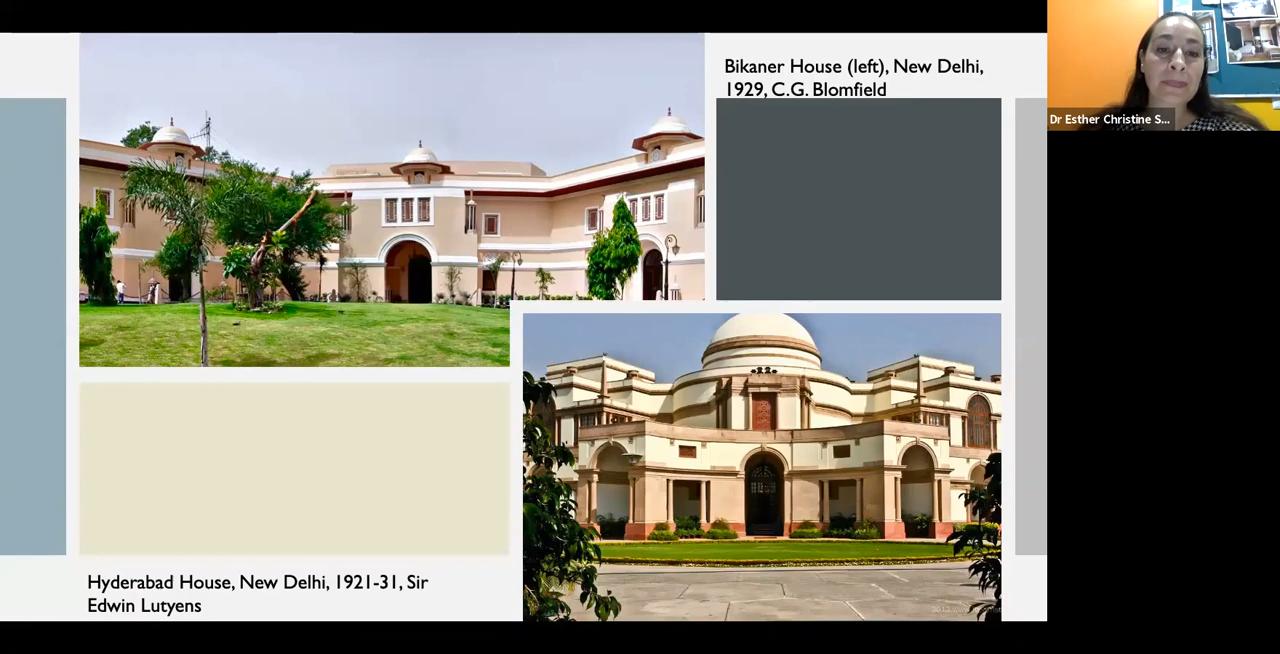 Bikaner House (left), New Delhi,
1929, C.G. Blomfield
Dr Esther Christine S...
Hyderabad House, New Delhi, 1921-31, Sir
Edwin Lutyens